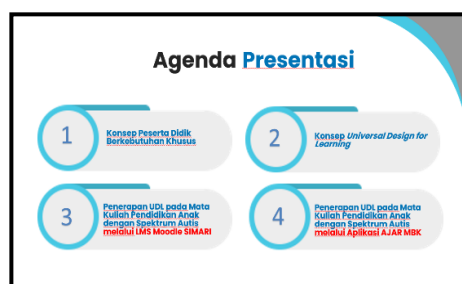 Agenda Presentasi
1
Konsep Peserta Didik
Berkebutuhan Khusus
2
Konsep Universal Design for
Learning
3
Penerapan UDL pada Mata
Kuliah Pendidikan Anak
dengan Spektrum Autis
melalui LMS Moodle SIMARI
4
Penerapan UDL pada Mata
Kuliah Pendidikan Anak
dengan Spektrum Autis
melalui Aplikasi AJAR MBK